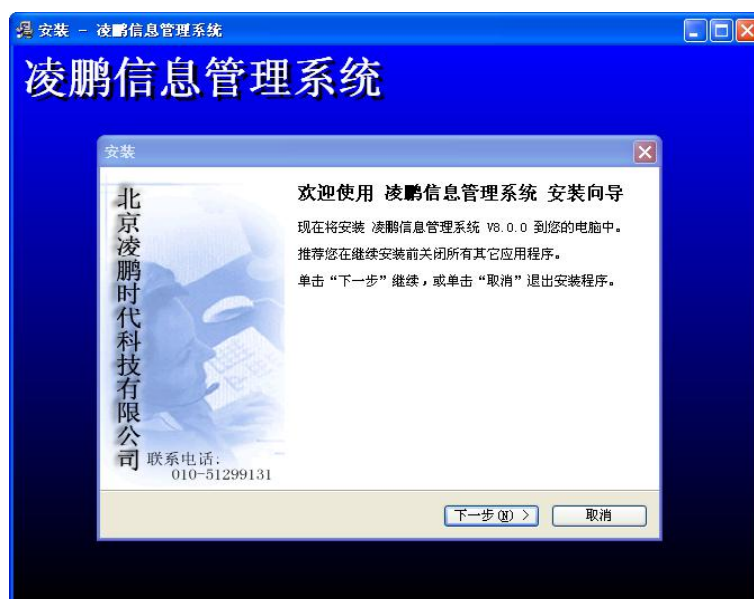 安装 - 凌鹏信息管理系统
凌鹏信息管理系统
安装
北京凌鹏时代科技有限公司
联系电话:
010-51299131
欢迎使用 凌鹏信息管理系统 安装向导
现在将安装 凌鹏信息管理系统 V8.0.0 到您的电脑中。
推荐您在继续安装前关闭所有其它应用程序。
单击“下一步”继续，或单击“取消”退出安装程序。
下一步(N) >
取消